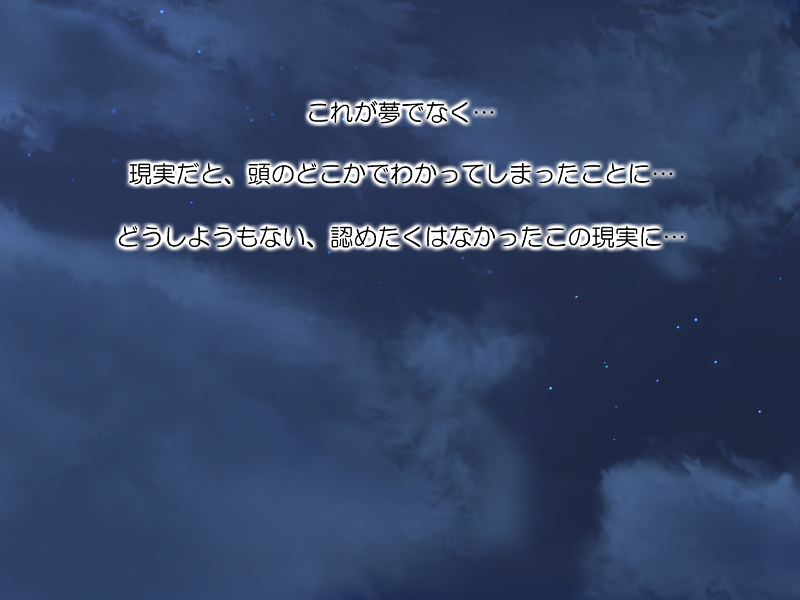 これが夢でなく…
現実だと、頭のどこかでわかってしまったことに…
どうしようもない、認めたくはなかったこの現実に…